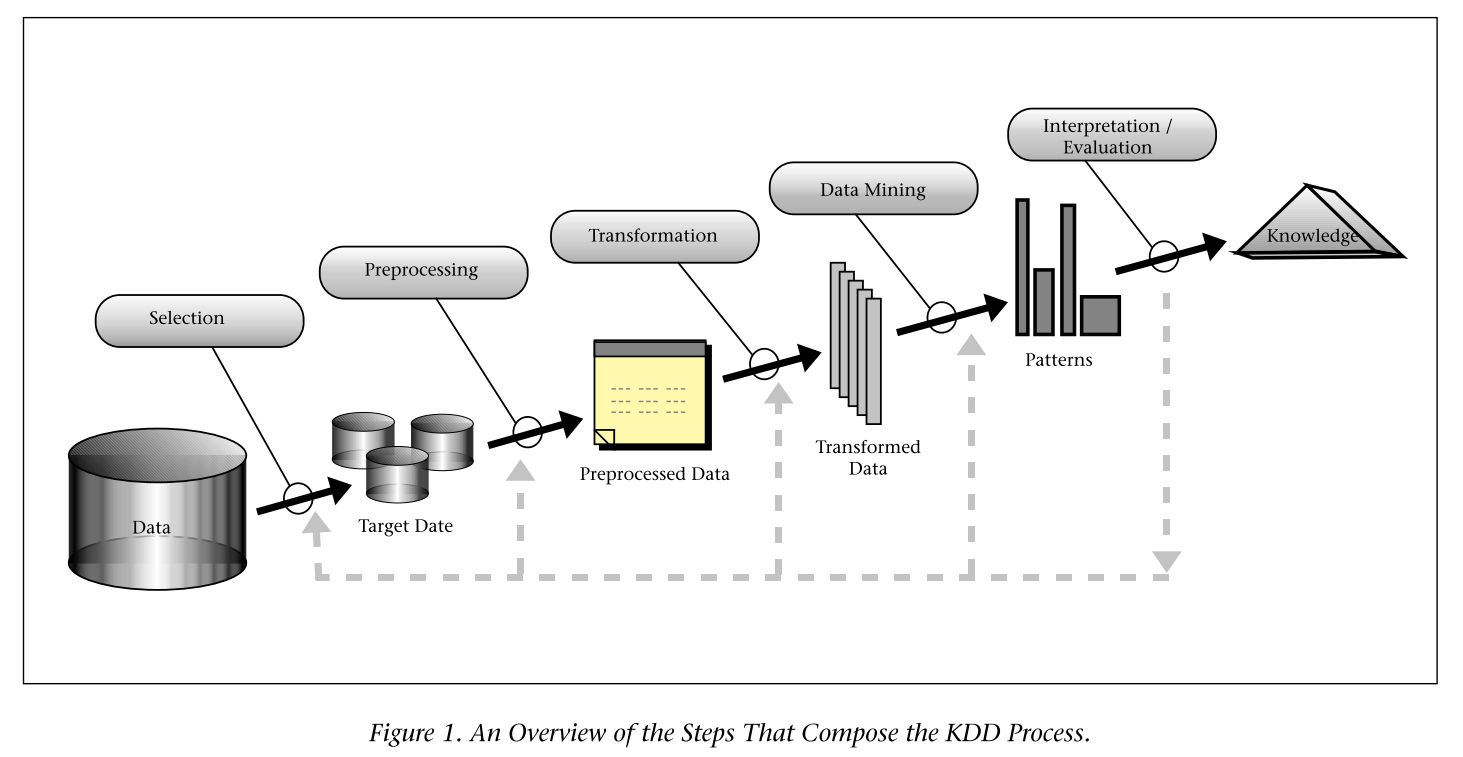 Interpretation /
Evaluation
Data Mining
Transformation
Preprocessing
Selection
Data
Target Date
Preprocessed Data
Transformed
Data
Patterns
Knowledge
Figure 1. An Overview of the Steps That Compose the KDD Process.